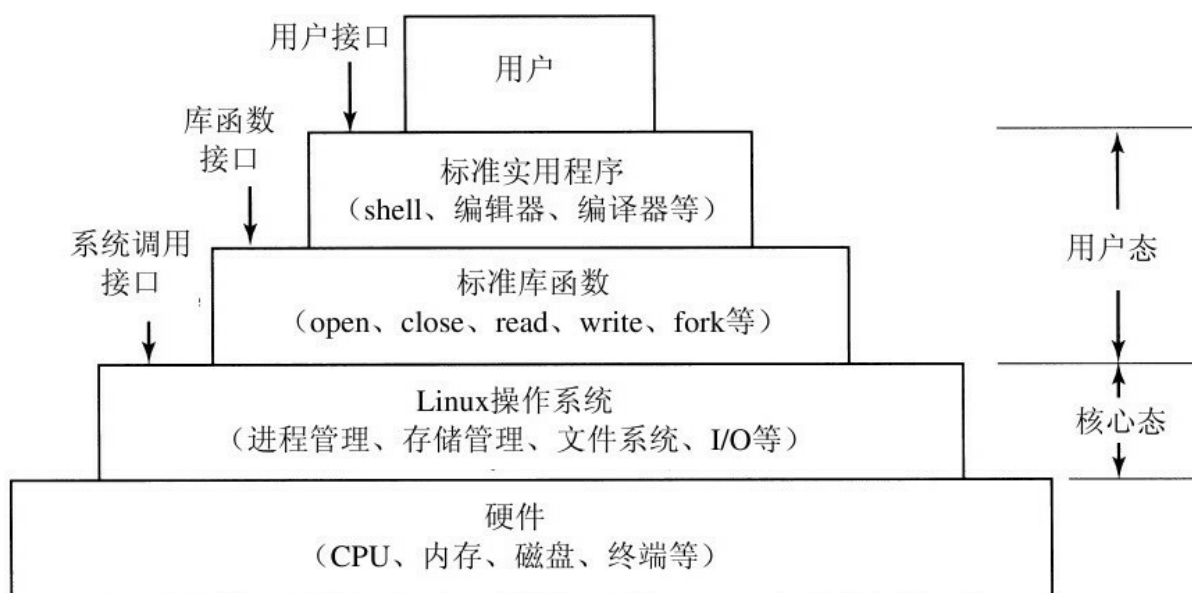 用户接口
用户
库函数
接口
标准实用程序
（shell、编辑器、编译器等）
系统调用
接口
标准库函数
（open、close、read、write、fork等）
用户态
Linux操作系统
（进程管理、存储管理、文件系统、I/O等）
核心态
硬件
（CPU、内存、磁盘、终端等）